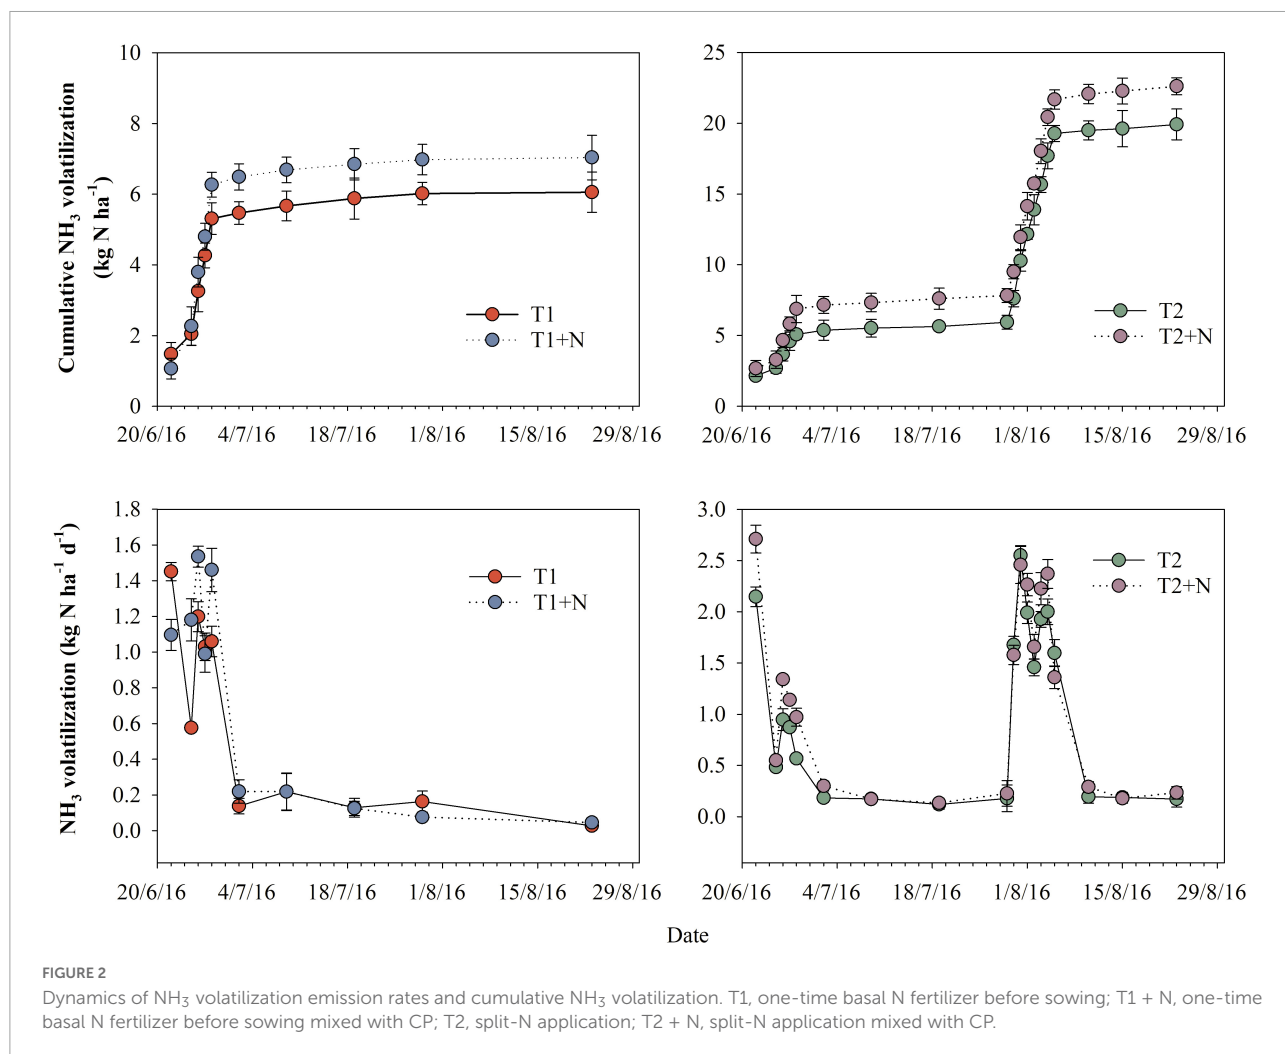 Cumulative NH3 volatilization
(kg N ha-1)
10
8
6
4
2
0
T1
T1+N
20/6/16 4/7/16 18/7/16 1/8/16 15/8/16 29/8/16
25
20
15
10
5
0
T2
T2+N
20/6/16 4/7/16 18/7/16 1/8/16 15/8/16 29/8/16
NH3 volatilization (kg N ha-1 d-1)
1.8
1.6
1.4
1.2
1.0
0.8
0.6
0.4
0.2
0.0
T1
T1+N
20/6/16 4/7/16 18/7/16 1/8/16 15/8/16 29/8/16
3.0
2.5
2.0
1.5
1.0
0.5
0.0
T2
T2+N
20/6/16 4/7/16 18/7/16 1/8/16 15/8/16 29/8/16
Date
FIGURE 2
Dynamics of NH3 volatilization emission rates and cumulative NH3 volatilization. T1, one-time basal N fertilizer before sowing; T1 + N, one-time
basal N fertilizer before sowing mixed with CP; T2, split-N application; T2 + N, split-N application mixed with CP.